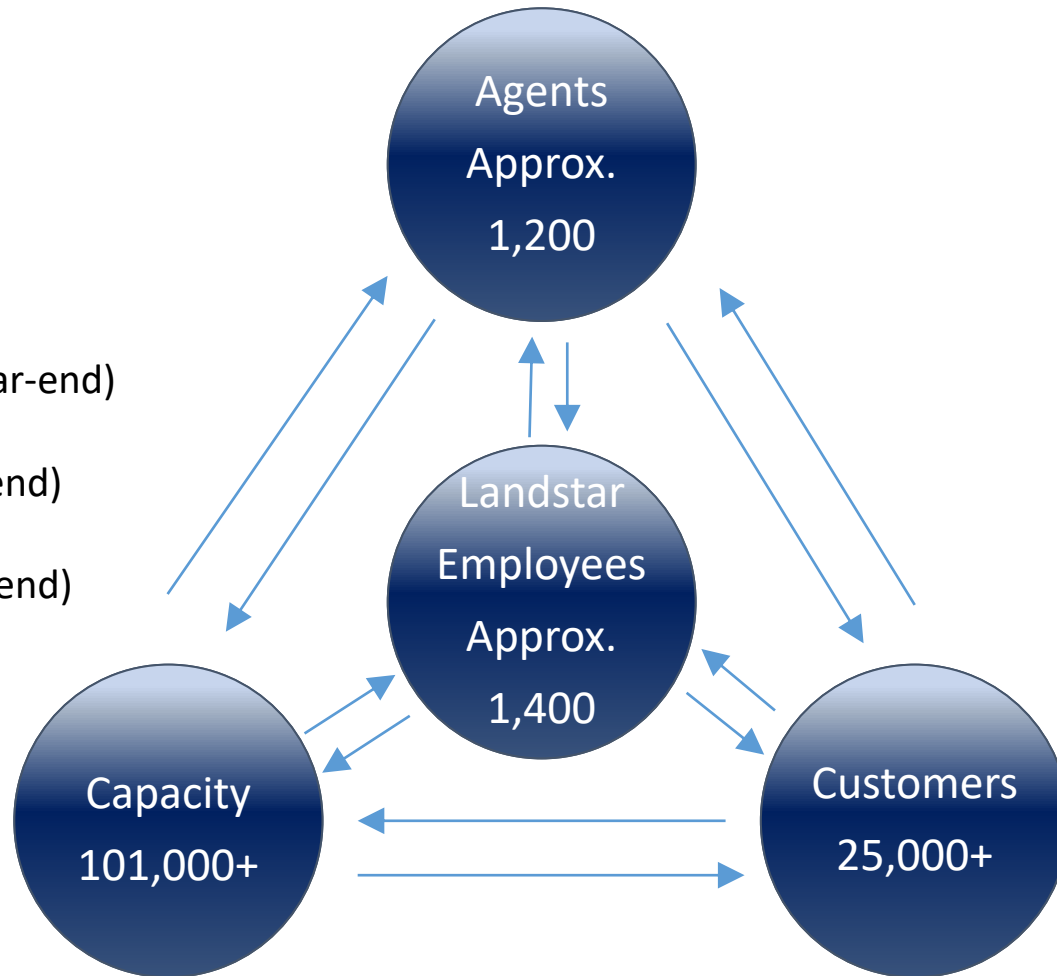 Agents
Approx.
1,200
ar-end)
end)
end)
Landstar
Employees
Approx.
1,400
Capacity
101,000+
Customers
25,000+